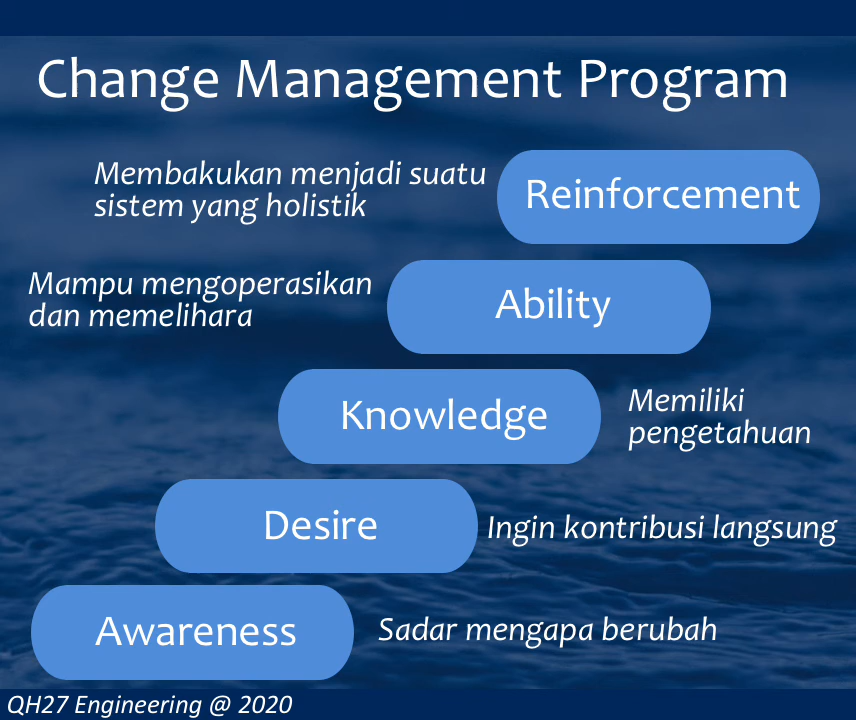 Change Management Program
Membakukan menjadi suatu
sistem yang holistik
Reinforcement
Mampu mengoperasikan
dan memelihara
Ability
Knowledge
Memiliki
pengetahuan
Desire
Ingin kontribusi langsung
Awareness
Sadar mengapa berubah
QH27 Engineering @ 2020